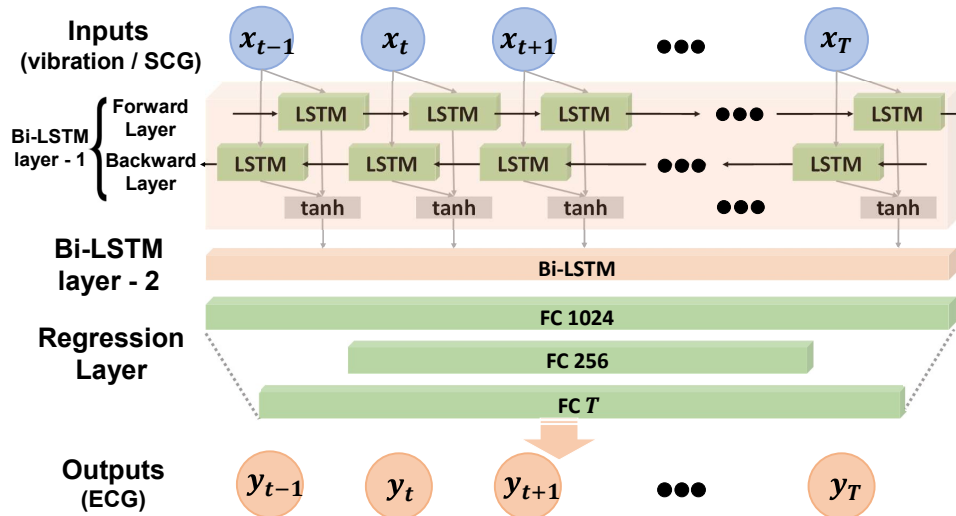 Inputs
(vibration / SCG)
x_{t−1} x_t x_{t+1} ●●● x_T
Bi-LSTM
layer - 1
Forward
Layer
LSTM LSTM LSTM ●●● LSTM
Backward
Layer
LSTM LSTM LSTM ●●● LSTM
tanh tanh tanh ●●● tanh
Bi-LSTM
layer - 2
Bi-LSTM
FC 1024
Regression
Layer
FC 256
FC T
Outputs
(ECG)
y_{t−1} y_t y_{t+1} ●●● y_T